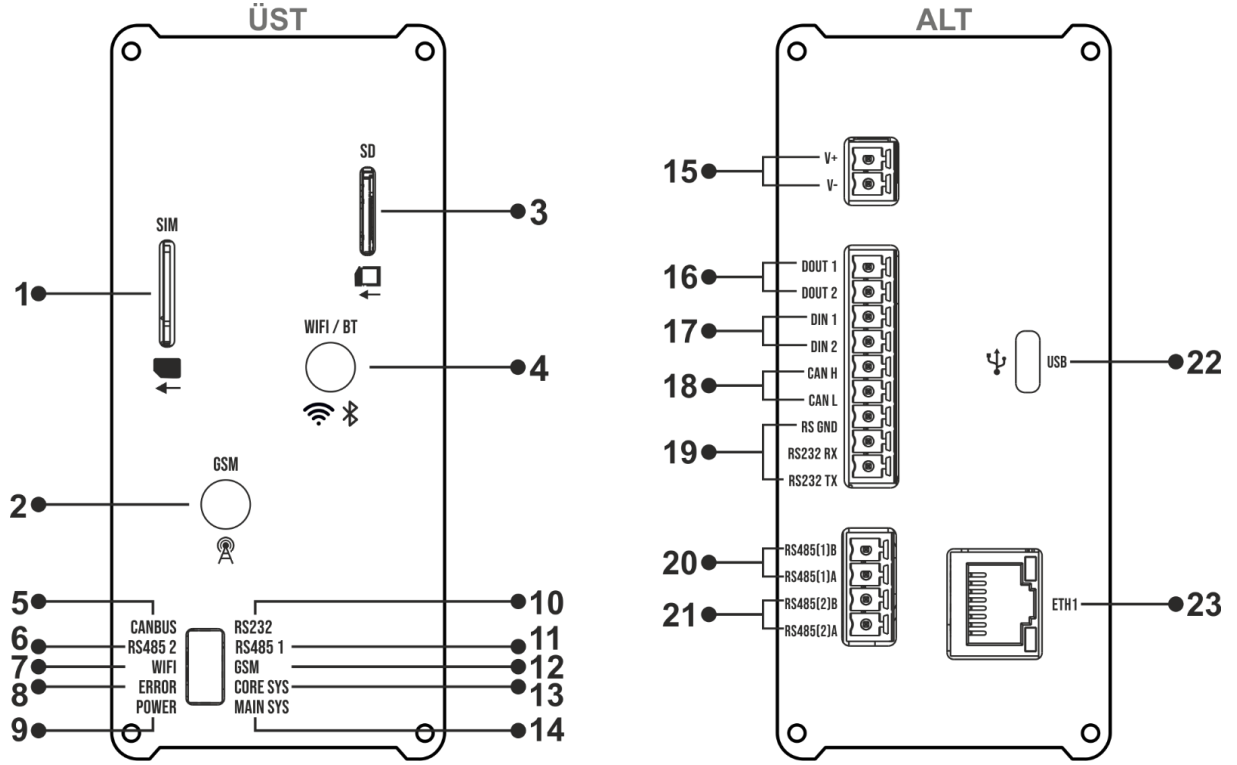 ÜST
SD
3
SIM
1
WIFI / BT
4
GSM
2
5
10
CANBUS
RS232
6
RS485 2
RS485 1
11
7
WIFI
GSM
12
8
ERROR
CORE SYS
13
POWER
MAIN SYS
9
14
ALT
15
V+
V-
16
DOUT 1
DOUT 2
17
DIN 1
DIN 2
18
CAN H
CAN L
19
RS GND
RS232 RX
RS232 TX
USB
22
20
RS485(1)B
RS485(1)A
21
RS485(2)B
RS485(2)A
ETH1
23